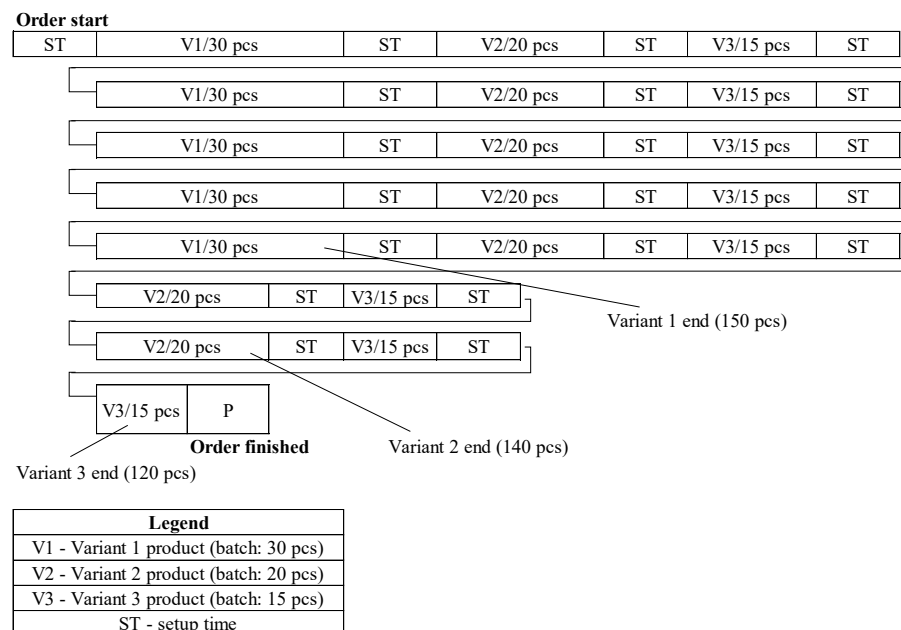 Order start
ST V1/30 pcs ST V2/20 pcs ST V3/15 pcs ST
V1/30 pcs ST V2/20 pcs ST V3/15 pcs ST
V1/30 pcs ST V2/20 pcs ST V3/15 pcs ST
V1/30 pcs ST V2/20 pcs ST V3/15 pcs ST
V1/30 pcs ST V2/20 pcs ST V3/15 pcs ST
V2/20 pcs ST V3/15 pcs ST
Variant 1 end (150 pcs)
V2/20 pcs ST V3/15 pcs ST
V3/15 pcs P
Order finished
Variant 2 end (140 pcs)
Variant 3 end (120 pcs)
Legend
V1 - Variant 1 product (batch: 30 pcs)
V2 - Variant 2 product (batch: 20 pcs)
V3 - Variant 3 product (batch: 15 pcs)
ST - setup time